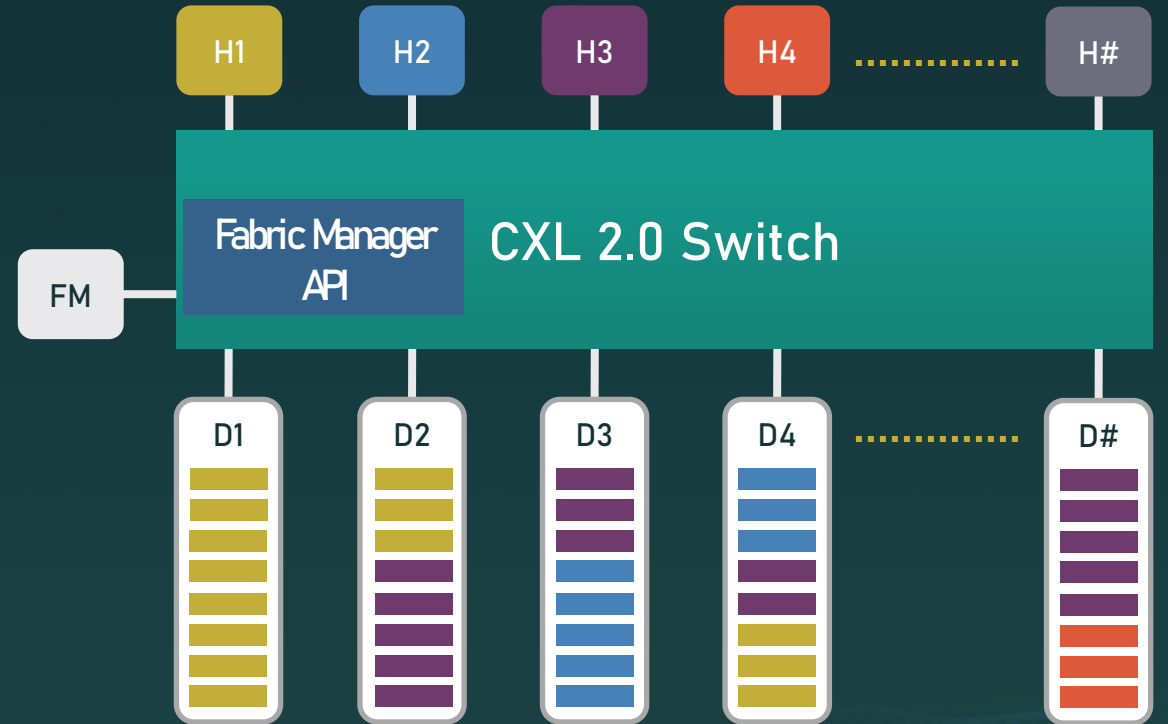 H1
H2
H3
H4
H#
Fabric Manager
API
CXL 2.0 Switch
FM
D1
D2
D3
D4
D#